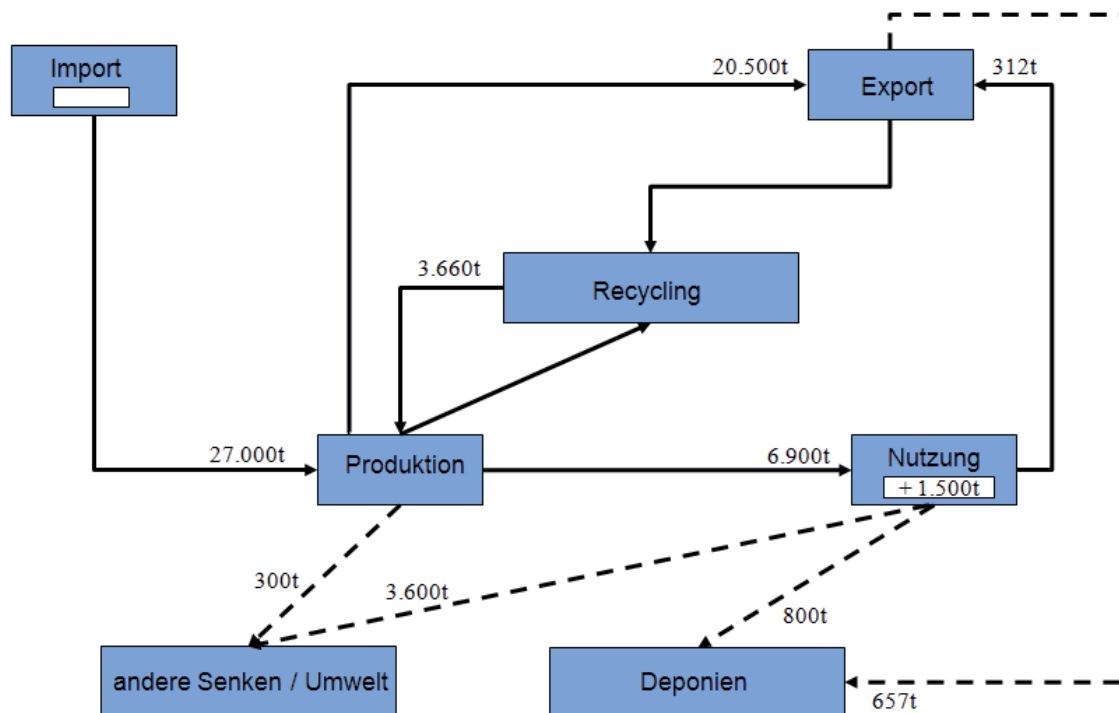 Import
20.500t
Export
312t
3.660t
Recycling
27.000t
Produktion
6.900t
Nutzung
+ 1.500t
300t
3.600t
800t
andere Senken / Umwelt
Deponien
657t